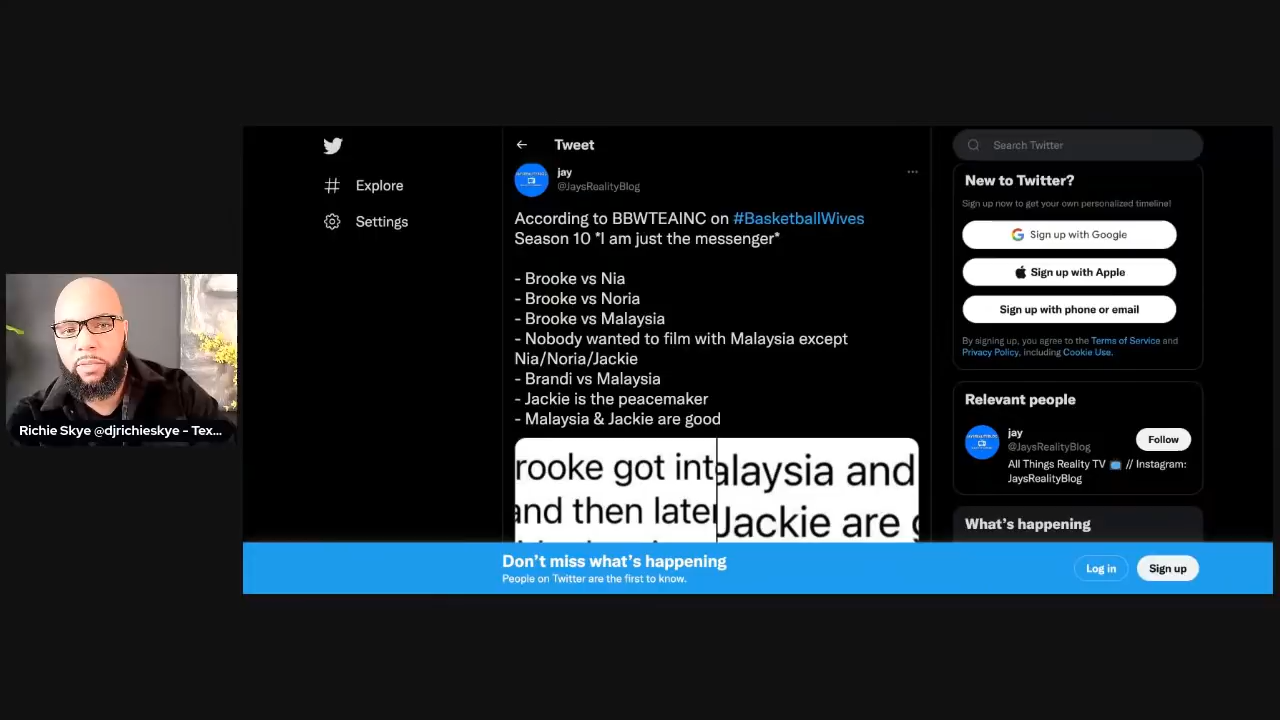 Tweet
jay
@JaysRealityBlog
According to BBWTEAINC on #BasketballWives
Season 10 *I am just the messenger*
- Brooke vs Nia
- Brooke vs Noria
- Brooke vs Malaysia
- Nobody wanted to film with Malaysia except
Nia/Noria/Jackie
- Brandi vs Malaysia
- Jackie is the peacemaker
- Malaysia & Jackie are good
rooke got int
and then later
alaysia and
Jackie are g
Explore
Settings
Richie Skye @djrichieskye - Tex...
Search Twitter
New to Twitter?
Sign up now to get your own personalized timeline!
Sign up with Google
Sign up with Apple
Sign up with phone or email
By signing up, you agree to the Terms of Service and
Privacy Policy, including Cookie Use.
Relevant people
jay
@JaysRealityBlog
Follow
All Things Reality TV // Instagram:
JaysRealityBlog
What's happening
Don't miss what's happening
People on Twitter are the first to know.
Log in
Sign up